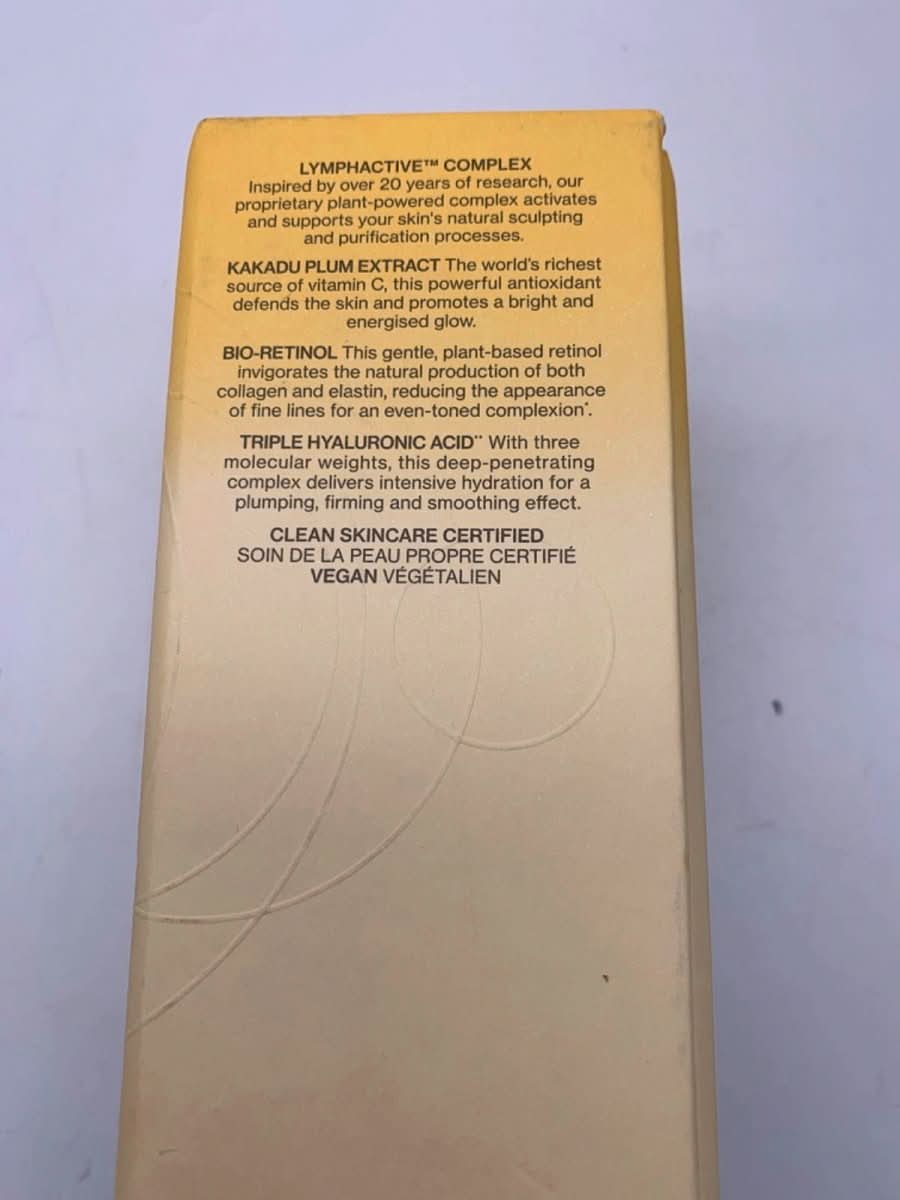 LYMPHACTIVE™ COMPLEX
Inspired by over 20 years of research, our
proprietary plant-powered complex activates
and supports your skin's natural sculpting
and purification processes.
KAKADU PLUM EXTRACT The world's richest
source of vitamin C, this powerful antioxidant
defends the skin and promotes a bright and
energised glow.
BIO-RETINOL This gentle, plant-based retinol
invigorates the natural production of both
collagen and elastin, reducing the appearance
of fine lines for an even-toned complexion*.
TRIPLE HYALURONIC ACID** With three
molecular weights, this deep-penetrating
complex delivers intensive hydration for a
plumping, firming and smoothing effect.
CLEAN SKINCARE CERTIFIED
SOIN DE LA PEAU PROPRE CERTIFIÉ
VEGAN VÉGÉTALIEN